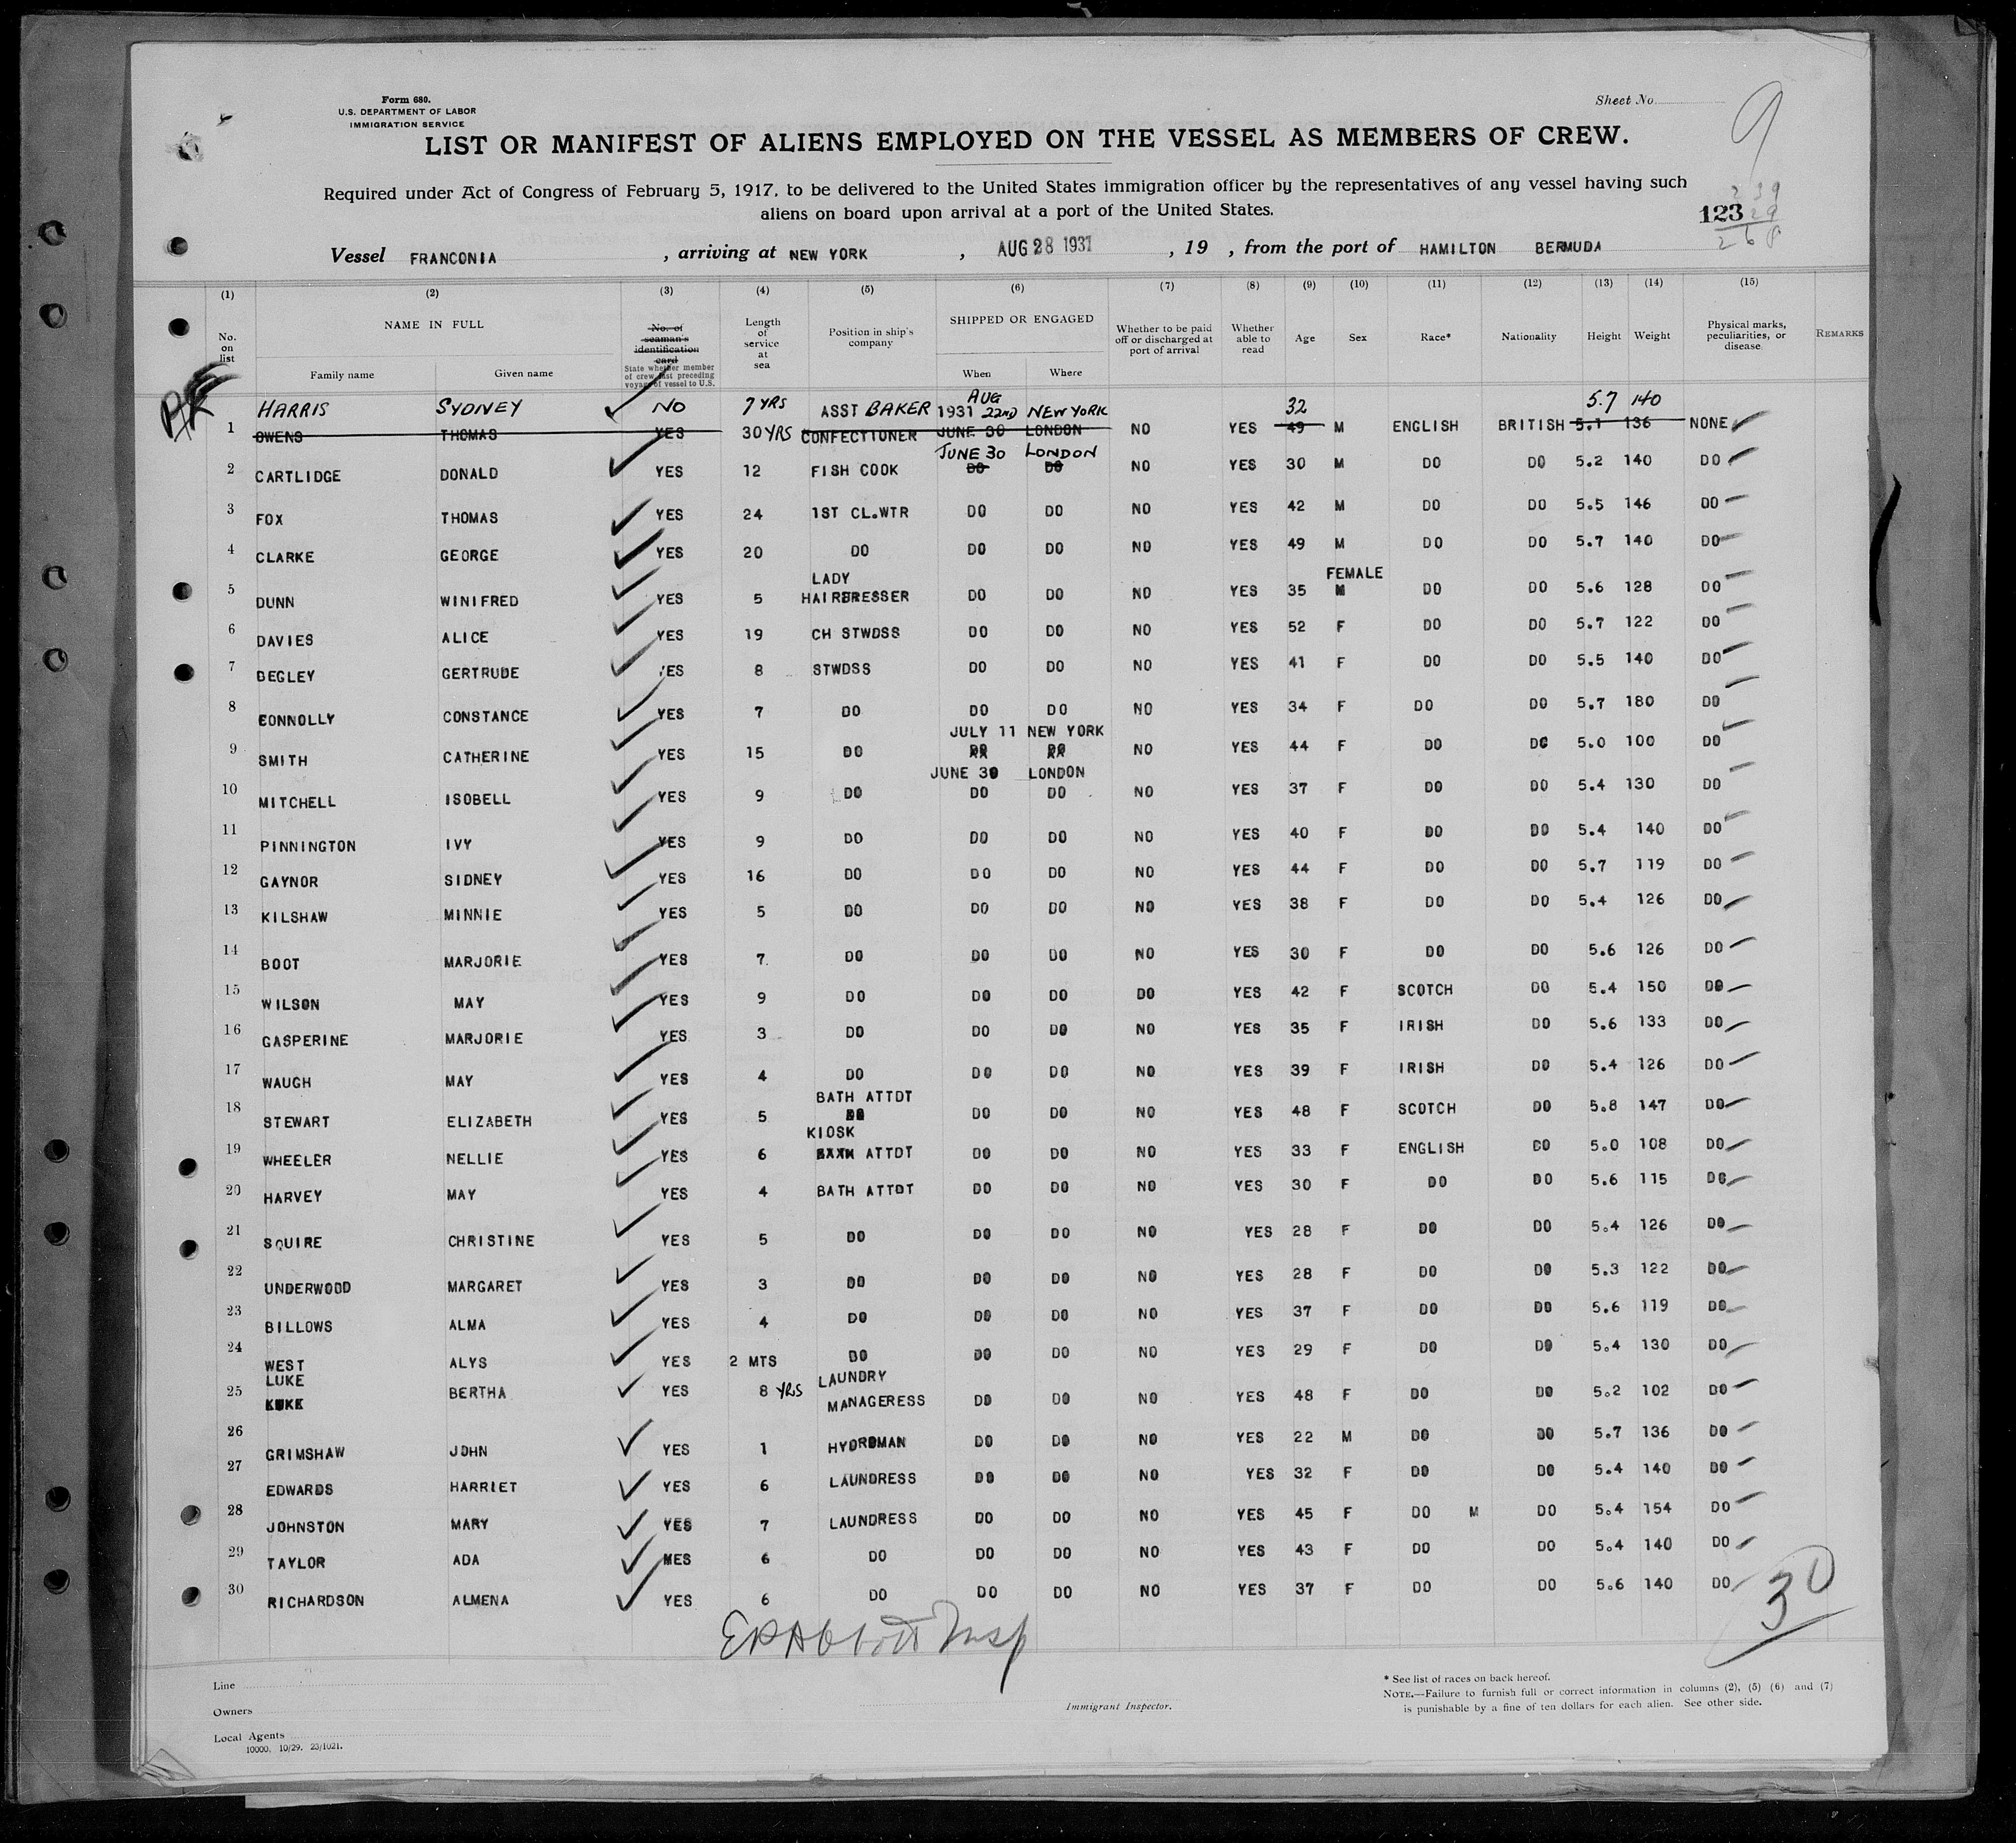 Form 680.
U.S. DEPARTMENT OF LABOR
IMMIGRATION SERVICE
Sheet No.
9
LIST OR MANIFEST OF ALIENS EMPLOYED ON THE VESSEL AS MEMBERS OF CREW.
Required under Act of Congress of February 5, 1917, to be delivered to the United States immigration officer by the representatives of any vessel having such
aliens on board upon arrival at a port of the United States.
123
Vessel FRANCONIA , arriving at NEW YORK , AUG 28 1931 , 19 , from the port of HAMILTON BERMUDA
(1) (2) (3) (4) (5) (6) (7) (8) (9) (10) (11) (12) (13) (14) (15)
No. on list NAME IN FULL Family name Given name No. of seaman's identification card State whether member of crew last preceding voyage of vessel to U.S. Length of service at sea Position in ship's company SHIPPED OR ENGAGED When Where Whether to be paid off or discharged at port of arrival Whether able to read Age Sex Race* Nationality Height Weight Physical marks, peculiarities, or disease REMARKS
HARRIS SYDNEY NO 7 YRS ASST BAKER 1931 AUG 22ND NEW YORK 32 5.7 140
1 OWENS THOMAS YES 30 YRS CONFECTIONER JUNE 30 LONDON NO YES 49 M ENGLISH BRITISH 5.1 136 NONE
JUNE 30 LONDON
2 CARTLIDGE DONALD YES 12 FISH COOK DO DO NO YES 30 M DO DO 5.2 140 DO
3 FOX THOMAS YES 24 1ST CL.WTR DO DO NO YES 42 M DO DO 5.5 146 DO
4 CLARKE GEORGE YES 20 DO DO DO NO YES 49 M DO DO 5.7 140 DO
LADY FEMALE
5 DUNN WINIFRED YES 5 HAIRDRESSER DO DO NO YES 35 M DO DO 5.6 128 DO
6 DAVIES ALICE YES 19 CH STWDSS DO DO NO YES 52 F DO DO 5.7 122 DO
7 BEGLEY GERTRUDE YES 8 STWDSS DO DO NO YES 41 F DO DO 5.5 140 DO
8 CONNOLLY CONSTANCE YES 7 DO DO DO NO YES 34 F DO DO 5.7 180 DO
JULY 11 NEW YORK
9 SMITH CATHERINE YES 15 DO DO DO NO YES 44 F DO DO 5.0 100 DO
JUNE 30 LONDON
10 MITCHELL ISOBELL YES 9 DO DO DO NO YES 37 F DO DO 5.4 130 DO
11 PINNINGTON IVY YES 9 DO DO DO NO YES 40 F DO DO 5.4 140 DO
12 GAYNOR SIDNEY YES 16 DO DO DO NO YES 44 F DO DO 5.7 119 DO
13 KILSHAW MINNIE YES 5 DO DO DO NO YES 38 F DO DO 5.4 126 DO
14 BOOT MARJORIE YES 7 DO DO DO NO YES 30 F DO DO 5.6 126 DO
15 WILSON MAY YES 9 DO DO DO DO YES 42 F SCOTCH DO 5.4 150 DO
16 GASPERINE MARJORIE YES 3 DO DO DO NO YES 35 F IRISH DO 5.6 133 DO
17 WAUGH MAY YES 4 DO DO DO NO YES 39 F IRISH DO 5.4 126 DO
BATH ATTDT
18 STEWART ELIZABETH YES 5 DO DO DO NO YES 48 F SCOTCH DO 5.8 147 DO
KIOSK
19 WHEELER NELLIE YES 6 BATH ATTDT DO DO NO YES 33 F ENGLISH DO 5.0 108 DO
20 HARVEY MAY YES 4 BATH ATTDT DO DO NO YES 30 F DO DO 5.6 115 DO
21 SQUIRE CHRISTINE YES 5 DO DO DO NO YES 28 F DO DO 5.4 126 DO
22 UNDERWOOD MARGARET YES 3 DO DO DO NO YES 28 F DO DO 5.3 122 DO
23 BILLOWS ALMA YES 4 DO DO DO NO YES 37 F DO DO 5.6 119 DO
24 WEST ALYS YES 2 MTS DO DO DO NO YES 29 F DO DO 5.4 130 DO
LUKE LAUNDRY
25 BERTHA YES 8 YRS MANAGERESS DO DO NO YES 48 F DO DO 5.2 102 DO
26 GRIMSHAW JOHN YES 1 HYDROMAN DO DO NO YES 22 M DO DO 5.7 136 DO
27 EDWARDS HARRIET YES 6 LAUNDRESS DO DO NO YES 32 F DO DO 5.4 140 DO
28 JOHNSTON MARY YES 7 LAUNDRESS DO DO NO YES 45 F DO M DO 5.4 154 DO
29 TAYLOR ADA MES 6 DO DO DO NO YES 43 F DO DO 5.4 140 DO
30 RICHARDSON ALMENA YES 6 DO DO DO NO YES 37 F DO DO 5.6 140 DO
30
Insp
Line
Owners
Local Agents
10000, 10/29. 23/1021.
Immigrant Inspector.
* See list of races on back hereof.
NOTE.—Failure to furnish full or correct information in columns (2), (5) (6) and (7)
is punishable by a fine of ten dollars for each alien. See other side.